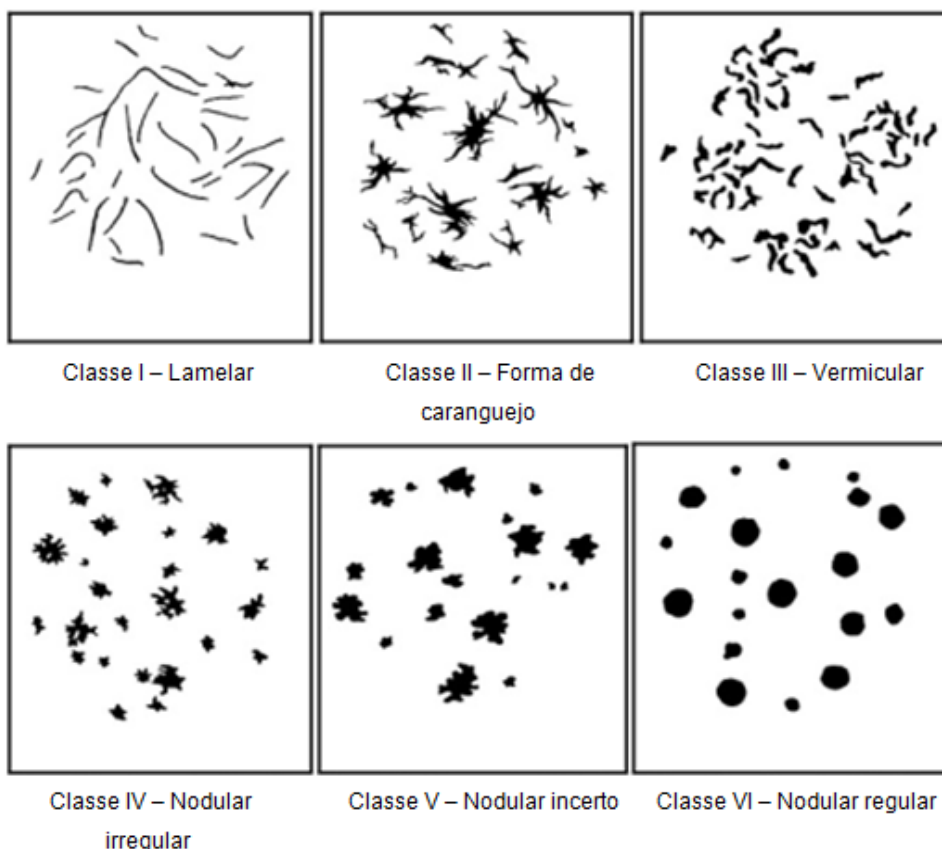 Classe I – Lamelar
Classe II – Forma de
caranguejo
Classe III – Vermicular
Classe IV – Nodular
irregular
Classe V – Nodular incerto
Classe VI – Nodular regular